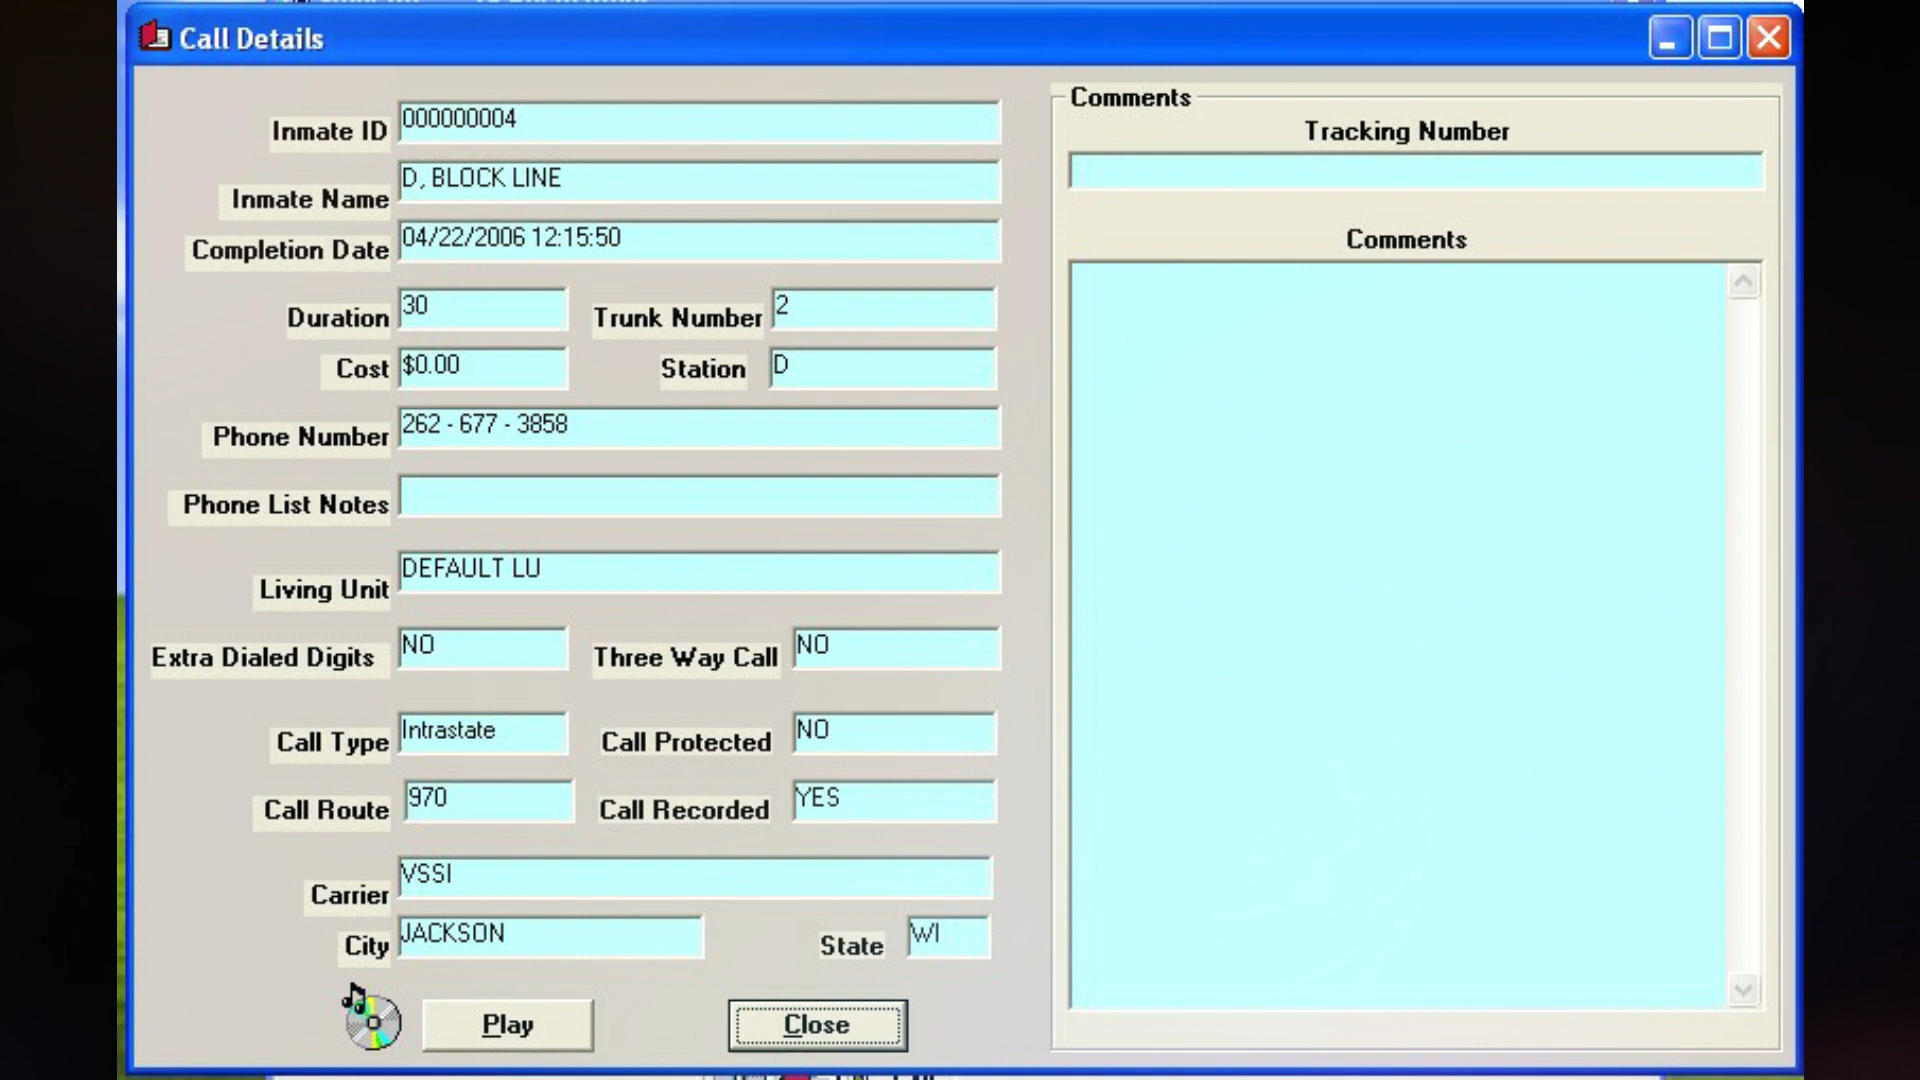 Call Details
Inmate ID 000000004
Inmate Name D, BLOCK LINE
Completion Date 04/22/2006 12:15:50
Duration 30 Trunk Number 2
Cost $0.00 Station D
Phone Number 262 - 677 - 3858
Phone List Notes
Living Unit DEFAULT LU
Extra Dialed Digits NO Three Way Call NO
Call Type Intrastate Call Protected NO
Call Route 970 Call Recorded YES
Carrier VSSI
City JACKSON State WI
Play Close
Comments
Tracking Number
Comments